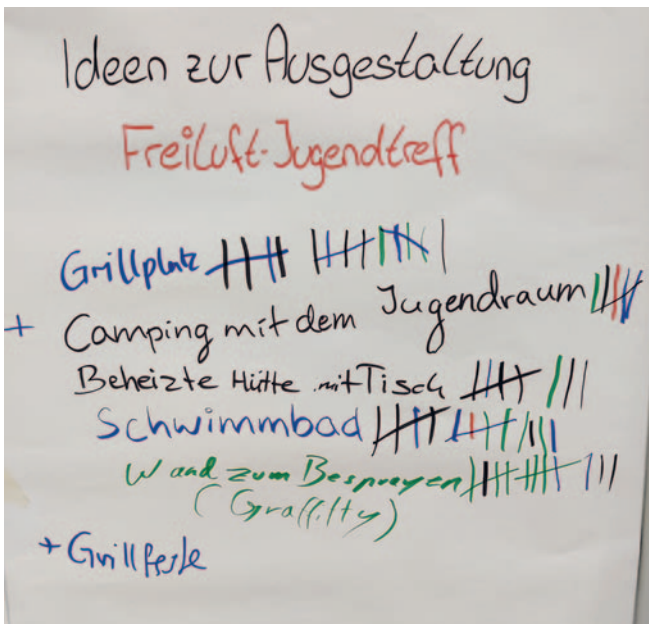 Ideen zur Ausgestaltung
Freiluft-Jugendtreff
Grillplatz
+ Camping mit dem Jugendraum
Beheizte Hütte mit Tisch
Schwimmbad
Wand zum Besprayen
(Graffilty)
+ Grillfeste